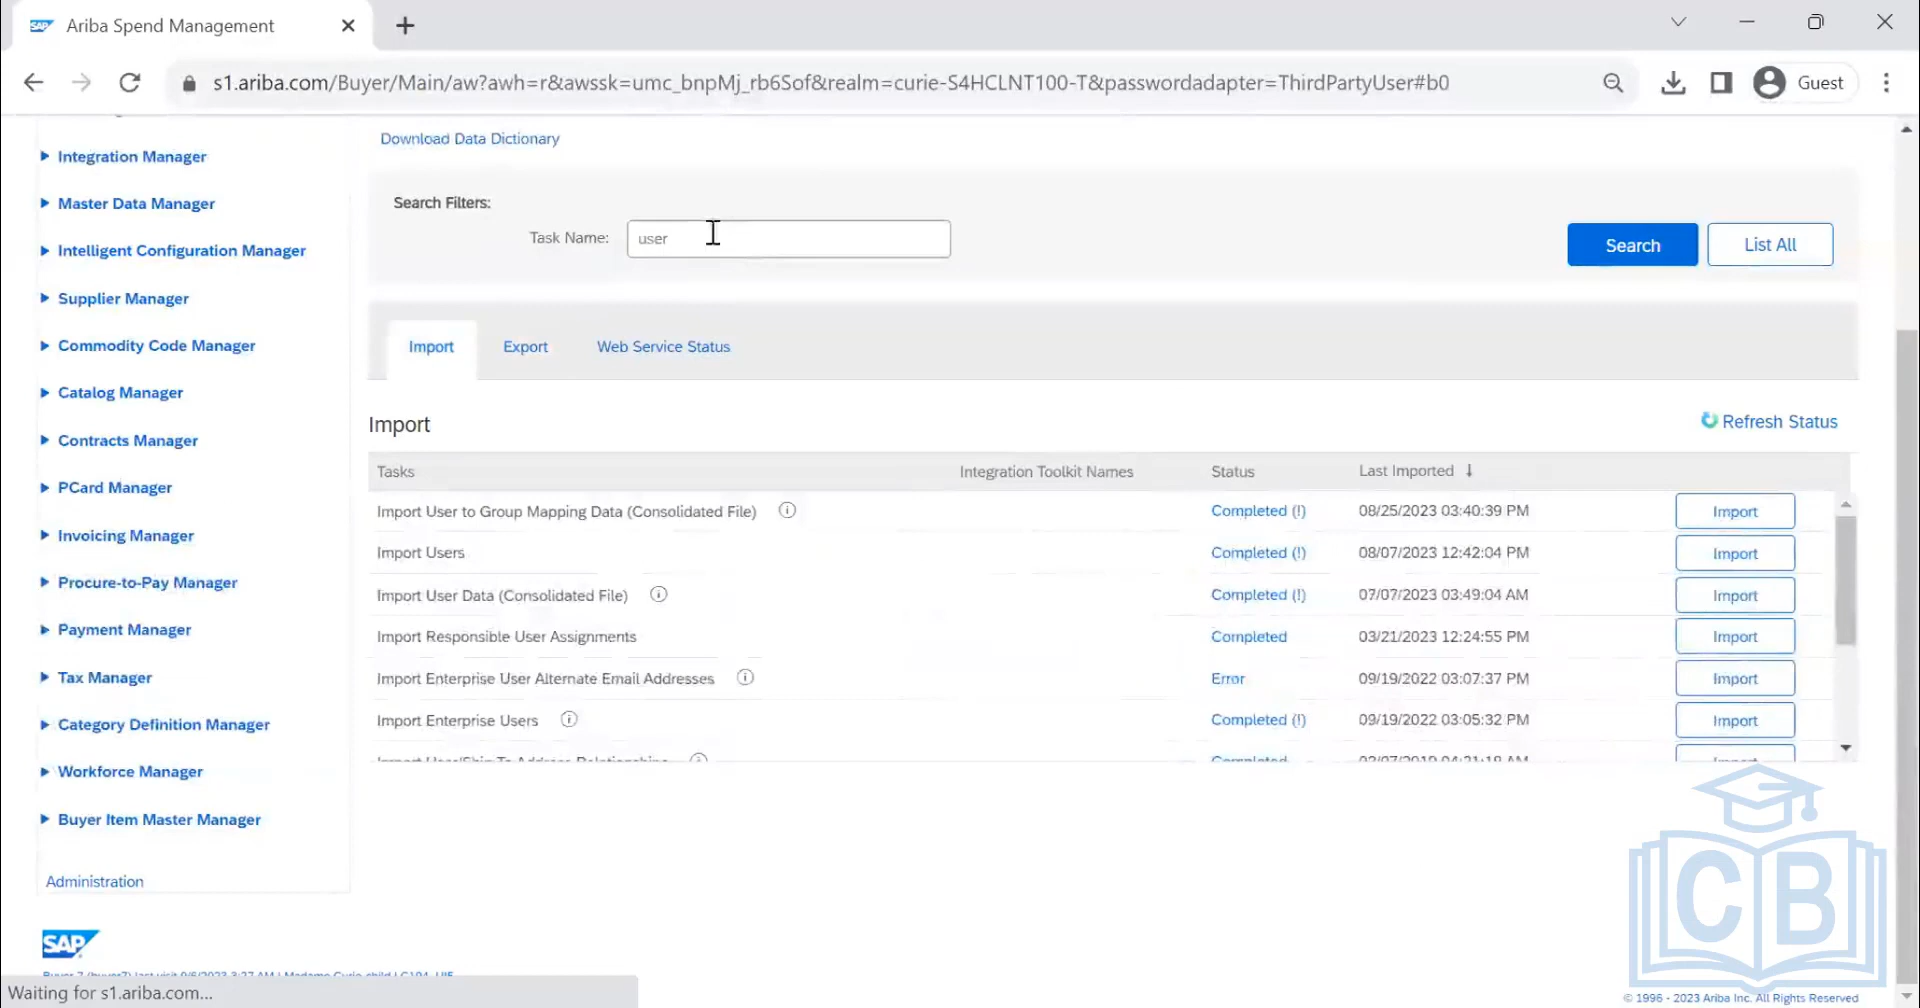 SAP Ariba Spend Management
s1.ariba.com/Buyer/Main/aw?awh=r&awssk=umc_bnpMj_rb6Sof&realm=curie-S4HCLNT100-T&passwordadapter=ThirdPartyUser#b0 Guest
Download Data Dictionary
Integration Manager
Master Data Manager
Intelligent Configuration Manager
Supplier Manager
Commodity Code Manager
Catalog Manager
Contracts Manager
PCard Manager
Invoicing Manager
Procure-to-Pay Manager
Payment Manager
Tax Manager
Category Definition Manager
Workforce Manager
Buyer Item Master Manager
Administration
Search Filters:
Task Name: user
Search List All
Import Export Web Service Status
Import
Refresh Status
Tasks Integration Toolkit Names Status Last Imported ↓
Import User to Group Mapping Data (Consolidated File) Completed (!) 08/25/2023 03:40:39 PM Import
Import Users Completed (!) 08/07/2023 12:42:04 PM Import
Import User Data (Consolidated File) Completed (!) 07/07/2023 03:49:04 AM Import
Import Responsible User Assignments Completed 03/21/2023 12:24:55 PM Import
Import Enterprise User Alternate Email Addresses Error 09/19/2022 03:07:37 PM Import
Import Enterprise Users Completed (!) 09/19/2022 03:05:32 PM Import
Import User/Ship To Address Relationships Completed Import
SAP
CB
Waiting for s1.ariba.com...
© 1996 - 2023 Ariba Inc. All Rights Reserved